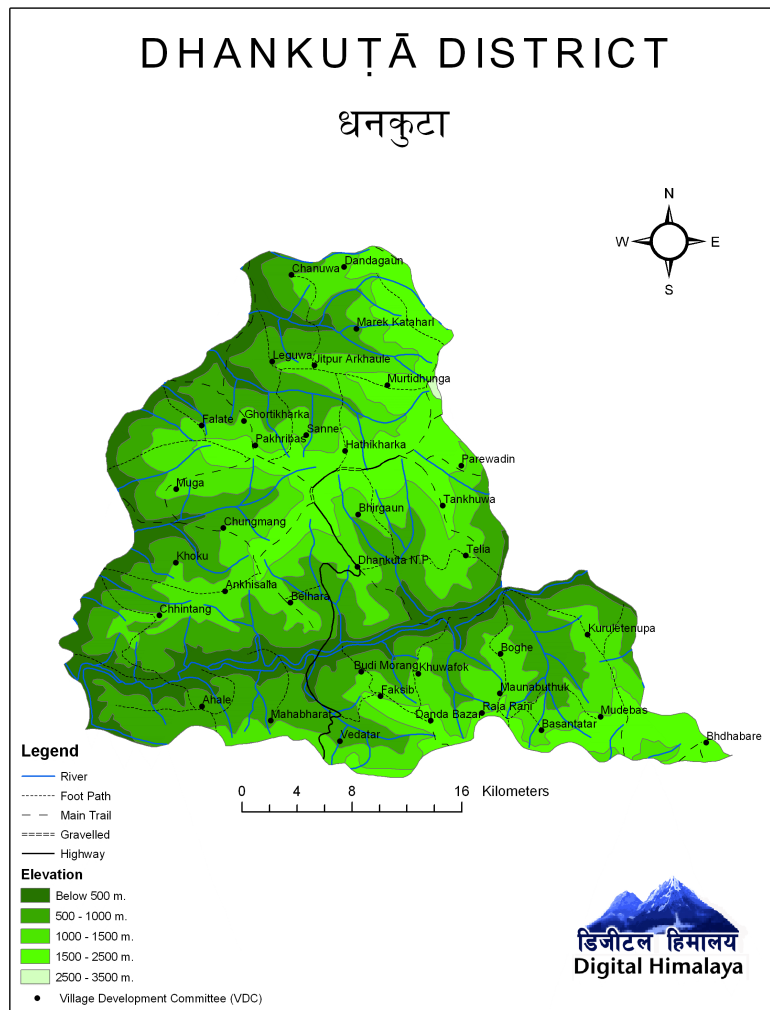 DHANKUṬĀ DISTRICT
धनकुटा
N
W E
S
Dandagaun
Chanuwa
Marek Katahari
Leguwa
Jitpur Arkhaule
Murtidhunga
Ghortikharka
Falate
Sanne
Pakhribas
Hathikharka
Parewadin
Muga
Tankhuwa
Bhirgaun
Chungmang
Tella
Khoku
Dhankuta N.P.
Ankhisalla
Belhara
Chhintang
Kuruletenupa
Boghe
Budi Morang
Khuwafok
Faksib
Maunabuthuk
Ahale
Raja Rani
Mahabharat
Danda Bazar
Mudebas
Basantatar
Vedatar
Bhdhabare
Legend
River
Foot Path
Main Trail
Gravelled
Highway
0 4 8 16 Kilometers
Elevation
Below 500 m.
500 - 1000 m.
1000 - 1500 m.
1500 - 2500 m.
2500 - 3500 m.
Village Development Committee (VDC)
डिजीटल हिमालय
Digital Himalaya